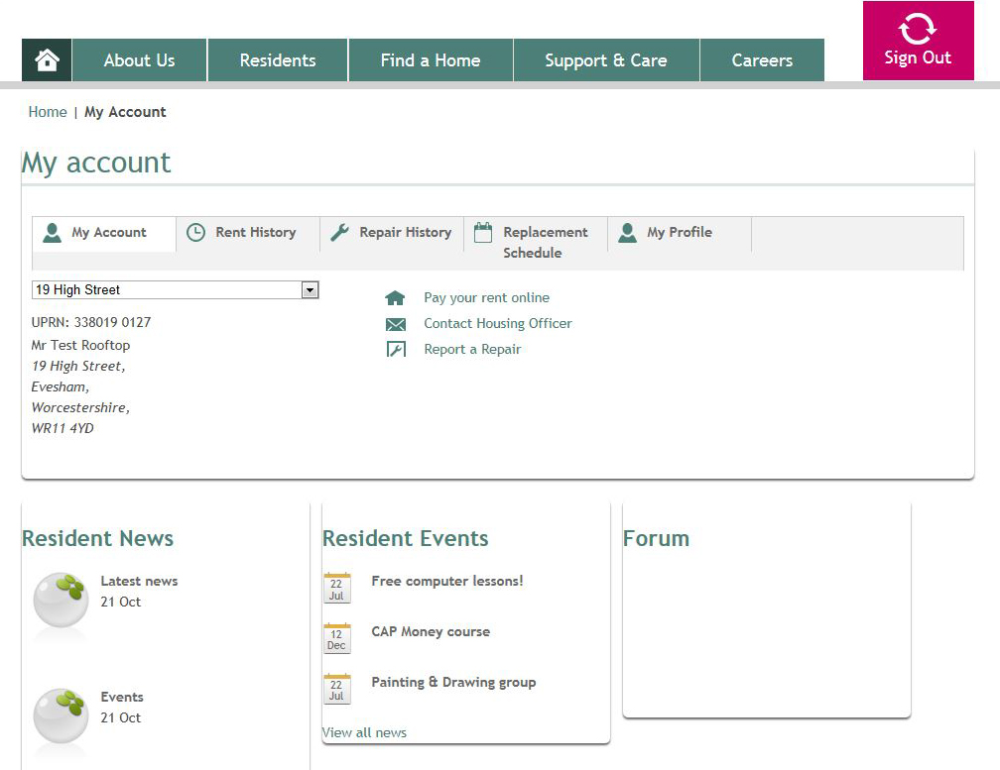 About Us
Residents
Find a Home
Support & Care
Careers
Sign Out
Home | My Account
My account
My Account
Rent History
Repair History
Replacement
Schedule
My Profile
19 High Street
UPRN: 338019 0127
Mr Test Rooftop
19 High Street,
Evesham,
Worcestershire,
WR11 4YD
Pay your rent online
Contact Housing Officer
Report a Repair
Resident News
Latest news
21 Oct
Events
21 Oct
Resident Events
22
Jul
Free computer lessons!
12
Dec
CAP Money course
22
Jul
Painting & Drawing group
View all news
Forum